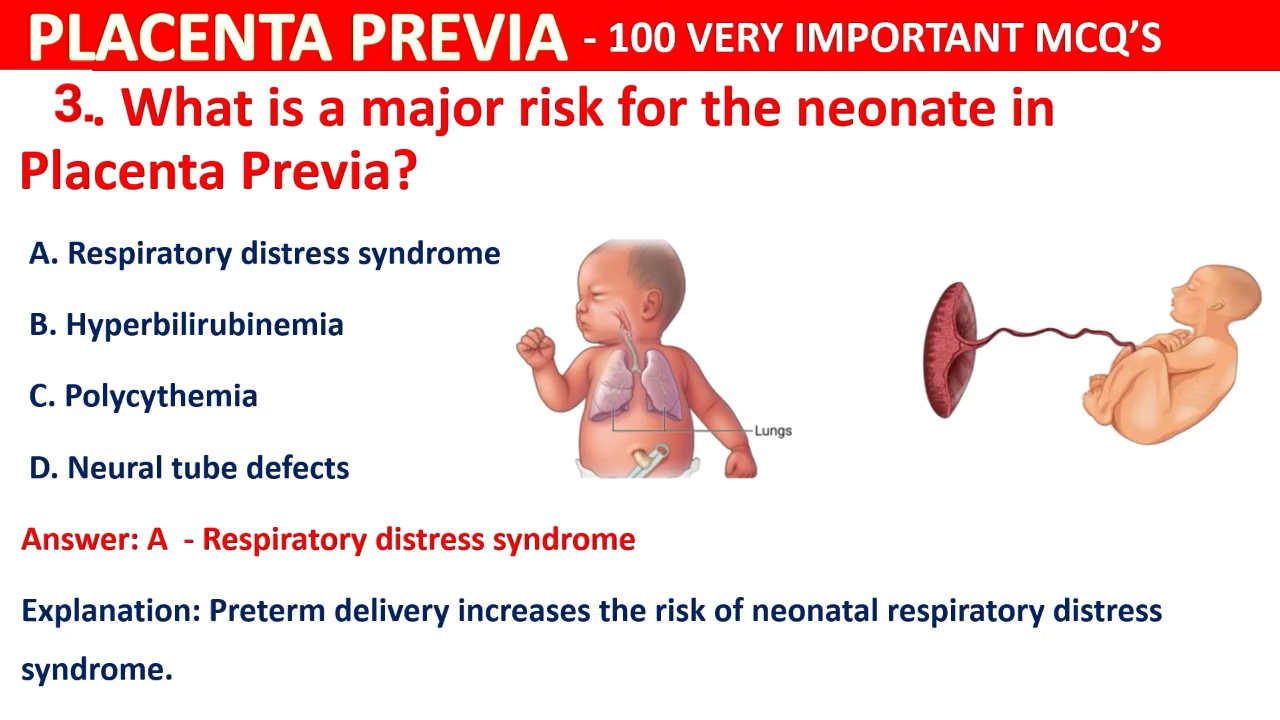 PLACENTA PREVIA - 100 VERY IMPORTANT MCQ'S
3.. What is a major risk for the neonate in
Placenta Previa?
A. Respiratory distress syndrome
B. Hyperbilirubinemia
C. Polycythemia
Lungs
D. Neural tube defects
Answer: A - Respiratory distress syndrome
Explanation: Preterm delivery increases the risk of neonatal respiratory distress
syndrome.